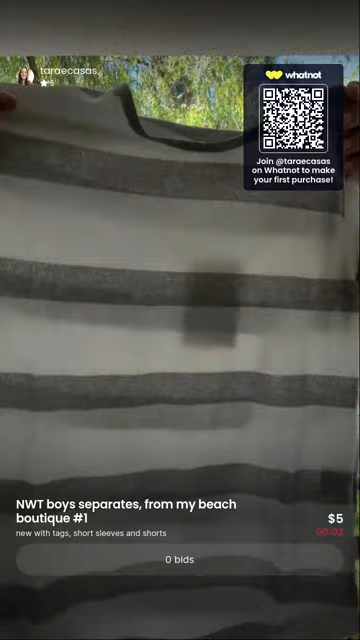 taraecasas
5
whatnot
Join @taraecasas
on Whatnot to make
your first purchase!
NWT boys separates, from my beach
boutique #1
$5
new with tags, short sleeves and shorts
00:02
0 bids